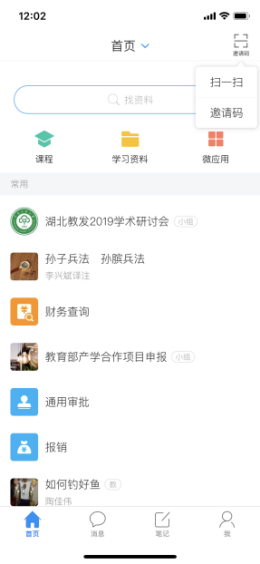 12:02
首页
邀请码
扫一扫
找资料
邀请码
课程
学习资料
微应用
常用
湖北教发2019学术研讨会 小组
孙子兵法 孙膑兵法
李兴斌译注
财务查询
教育部产学合作项目申报 小组
通用审批
报销
如何钓好鱼
陶佳伟
首页
消息
笔记
我